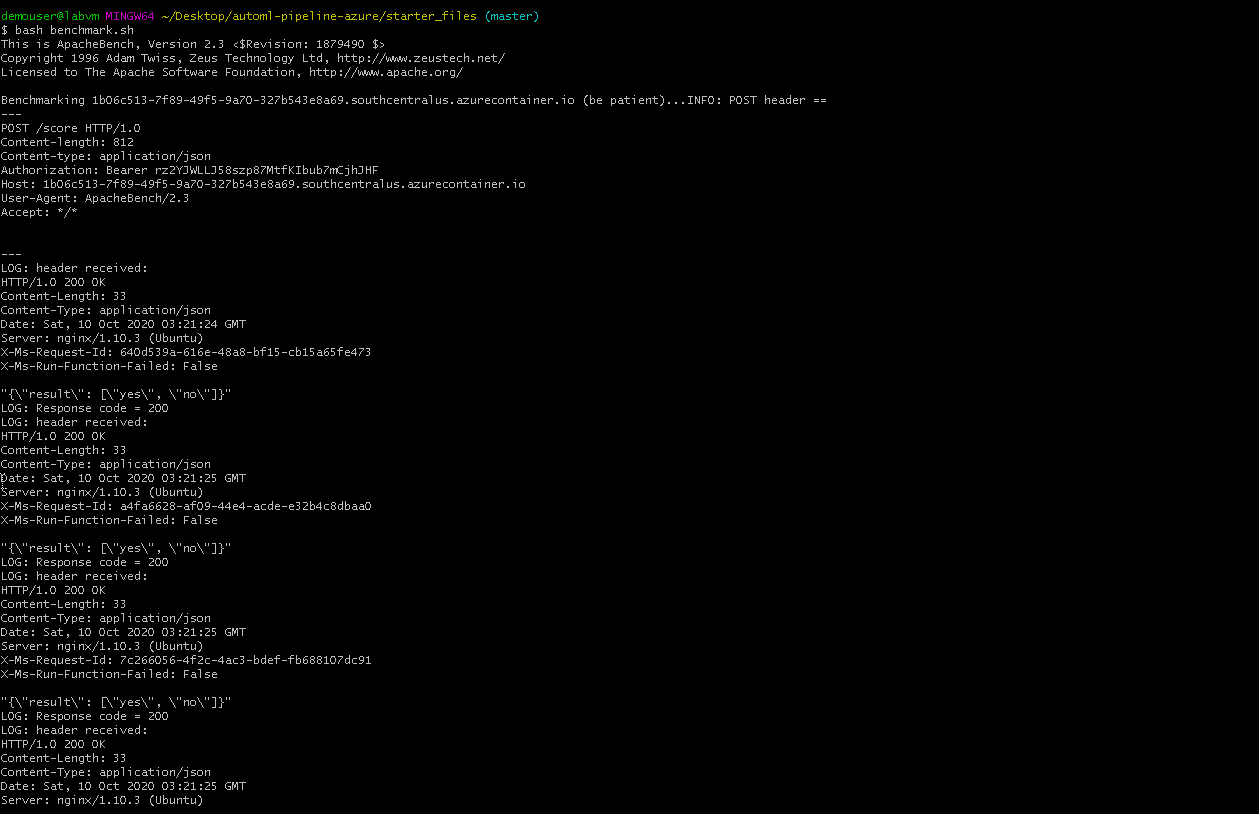 demouser@labvm MINGW64 ~/Desktop/automl-pipeline-azure/starter_files (master)
$ bash benchmark.sh
This is ApacheBench, Version 2.3 <$Revision: 1879490 $>
Copyright 1996 Adam Twiss, Zeus Technology Ltd, http://www.zeustech.net/
Licensed to The Apache Software Foundation, http://www.apache.org/
Benchmarking 1b06c513-7f89-49f5-9a70-327b543e8a69.southcentralus.azurecontainer.io (be patient)...INFO: POST header ==
---
POST /score HTTP/1.0
Content-length: 812
Content-type: application/json
Authorization: Bearer rz2YJWLLJ58szp87MtfKIbub7mCjhJHF
Host: 1b06c513-7f89-49f5-9a70-327b543e8a69.southcentralus.azurecontainer.io
User-Agent: ApacheBench/2.3
Accept: */*
---
LOG: header received:
HTTP/1.0 200 OK
Content-Length: 33
Content-Type: application/json
Date: Sat, 10 Oct 2020 03:21:24 GMT
Server: nginx/1.10.3 (Ubuntu)
X-Ms-Request-Id: 640d539a-616e-48a8-bf15-cb15a65fe473
X-Ms-Run-Function-Failed: False
"{\"result\": [\"yes\", \"no\"]}"
LOG: Response code = 200
LOG: header received:
HTTP/1.0 200 OK
Content-Length: 33
Content-Type: application/json
Date: Sat, 10 Oct 2020 03:21:25 GMT
Server: nginx/1.10.3 (Ubuntu)
X-Ms-Request-Id: a4fa6628-af09-44e4-acde-e32b4c8dbaa0
X-Ms-Run-Function-Failed: False
"{\"result\": [\"yes\", \"no\"]}"
LOG: Response code = 200
LOG: header received:
HTTP/1.0 200 OK
Content-Length: 33
Content-Type: application/json
Date: Sat, 10 Oct 2020 03:21:25 GMT
Server: nginx/1.10.3 (Ubuntu)
X-Ms-Request-Id: 7c266056-4f2c-4ac3-bdef-fb688107dc91
X-Ms-Run-Function-Failed: False
"{\"result\": [\"yes\", \"no\"]}"
LOG: Response code = 200
LOG: header received:
HTTP/1.0 200 OK
Content-Length: 33
Content-Type: application/json
Date: Sat, 10 Oct 2020 03:21:25 GMT
Server: nginx/1.10.3 (Ubuntu)